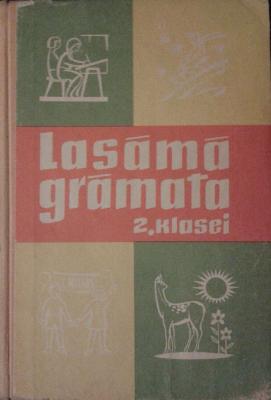 Lasāmā
grāmata
2. klasei